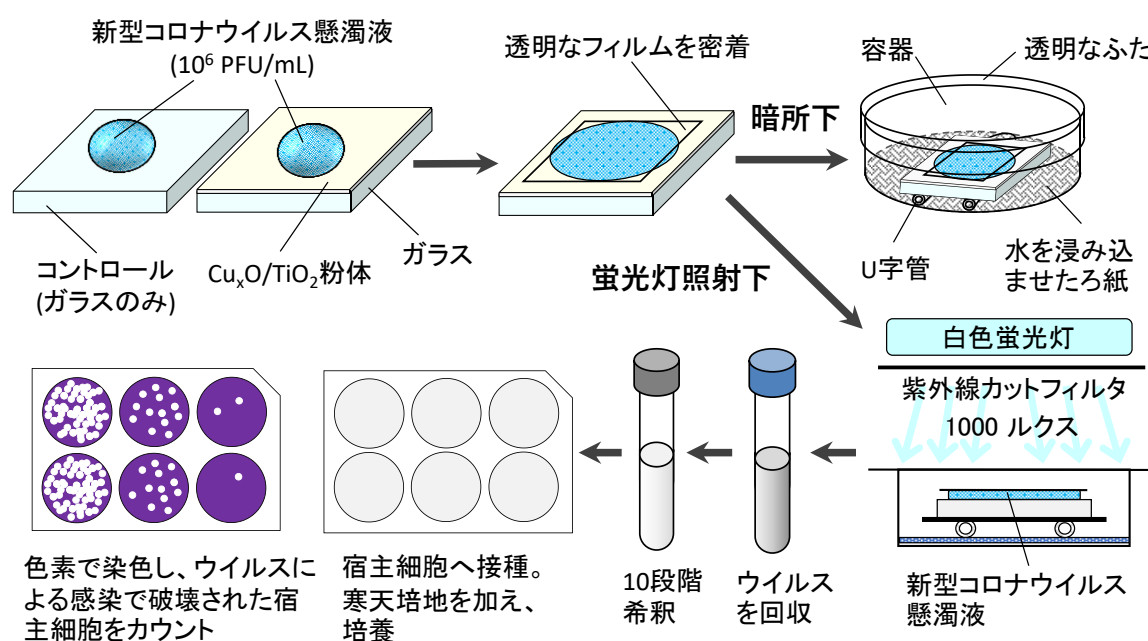 新型コロナウイルス懸濁液
(10⁶ PFU/mL)
透明なフィルムを密着
容器
透明なふた
暗所下
コントロール
(ガラスのみ)
CuₓO/TiO₂粉体
ガラス
蛍光灯照射下
U字管
水を浸み込
ませたろ紙
白色蛍光灯
紫外線カットフィルタ
1000 ルクス
新型コロナウイルス
懸濁液
ウイルス
を回収
10段階
希釈
宿主細胞へ接種。
寒天培地を加え、
培養
色素で染色し、ウイルスに
よる感染で破壊された宿
主細胞をカウント